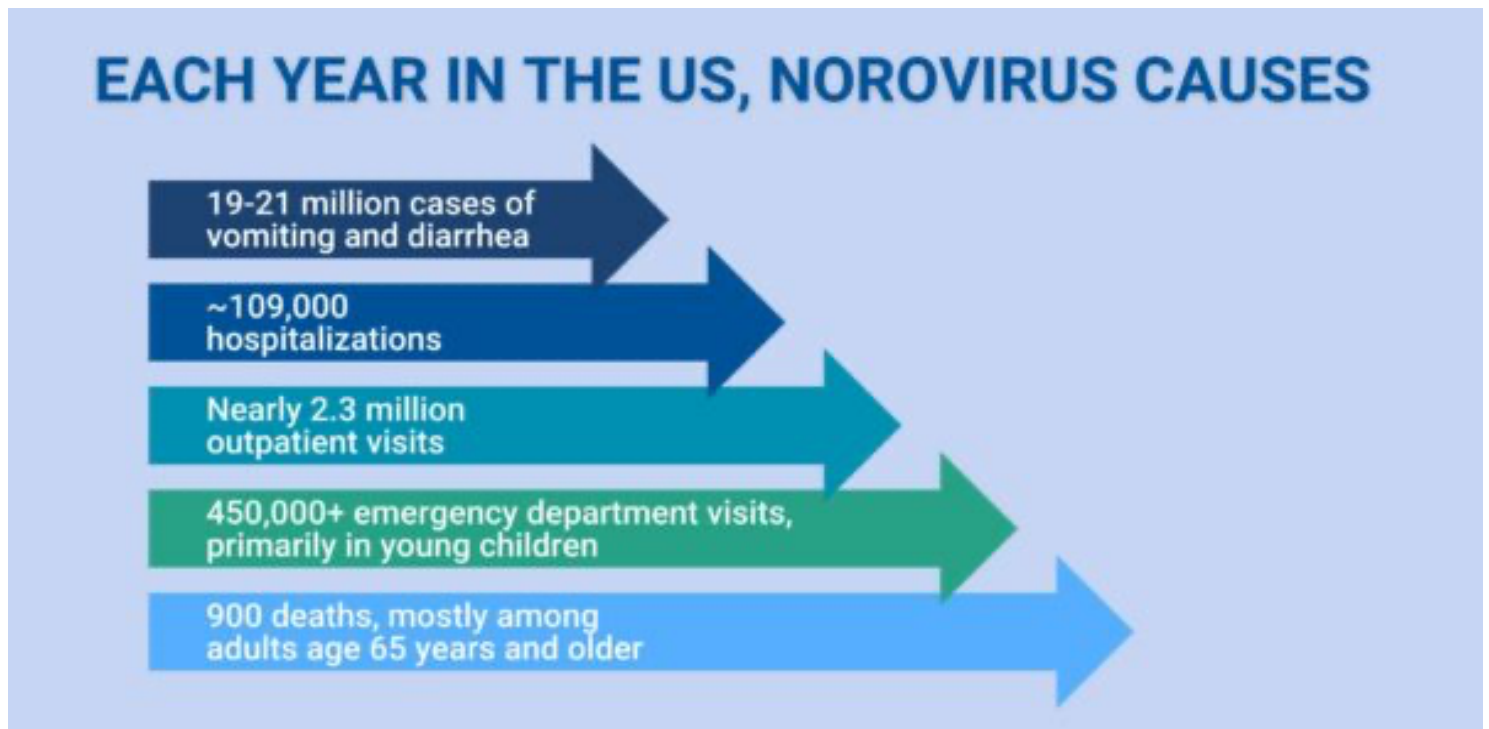 EACH YEAR IN THE US, NOROVIRUS CAUSES
19-21 million cases of
vomiting and diarrhea
~109,000
hospitalizations
Nearly 2.3 million
outpatient visits
450,000+ emergency department visits,
primarily in young children
900 deaths, mostly among
adults age 65 years and older